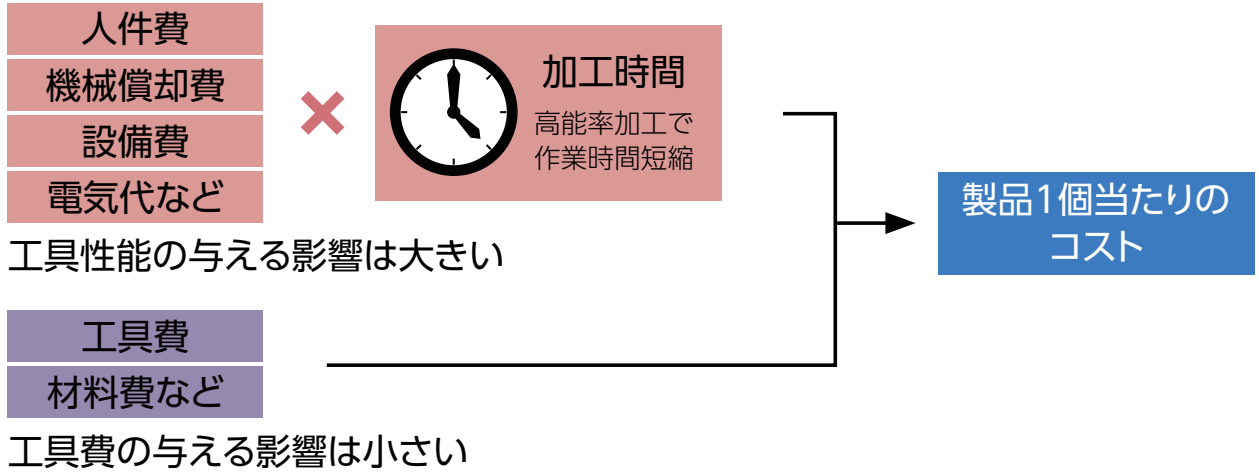 人件費
機械償却費
設備費
電気代など
×
加工時間
高能率加工で
作業時間短縮
工具性能の与える影響は大きい
製品1個当たりの
コスト
工具費
材料費など
工具費の与える影響は小さい